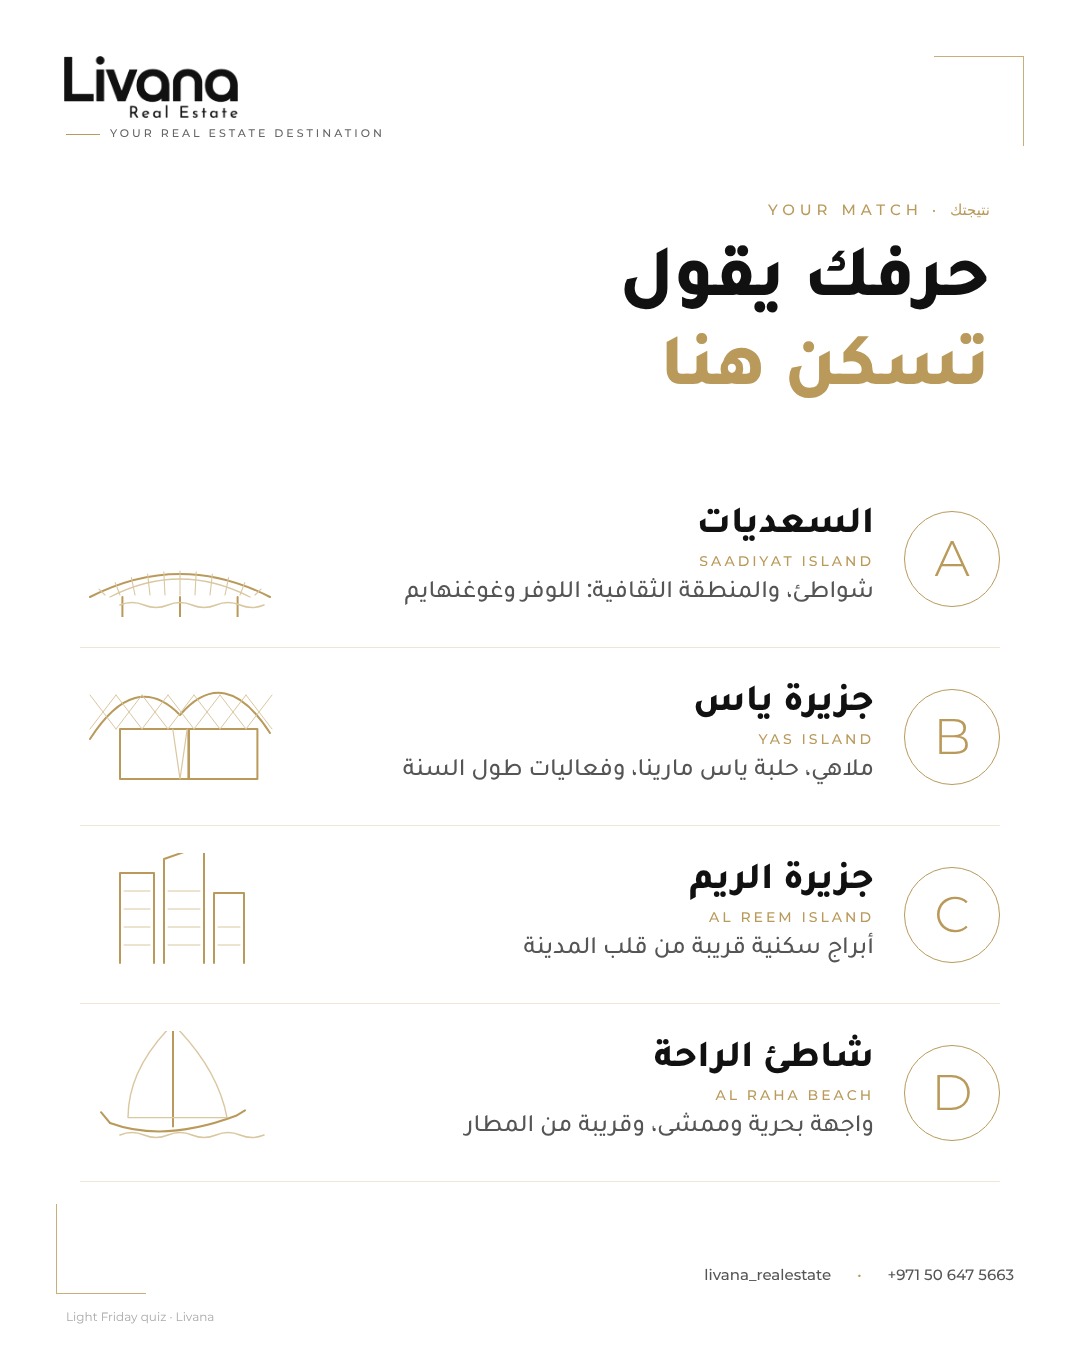 Livana
Real Estate
YOUR REAL ESTATE DESTINATION
YOUR MATCH · نتيجتك
حرفك يقول
تسكن هنا
A
السعديات
SAADIYAT ISLAND
شواطئ، والمنطقة الثقافية: اللوفر وغوغنهايم
B
جزيرة ياس
YAS ISLAND
ملاهي، حلبة ياس مارينا، وفعاليات طول السنة
C
جزيرة الريم
AL REEM ISLAND
أبراج سكنية قريبة من قلب المدينة
D
شاطئ الراحة
AL RAHA BEACH
واجهة بحرية وممشى، وقريبة من المطار
livana_realestate · +971 50 647 5663
Light Friday quiz · Livana